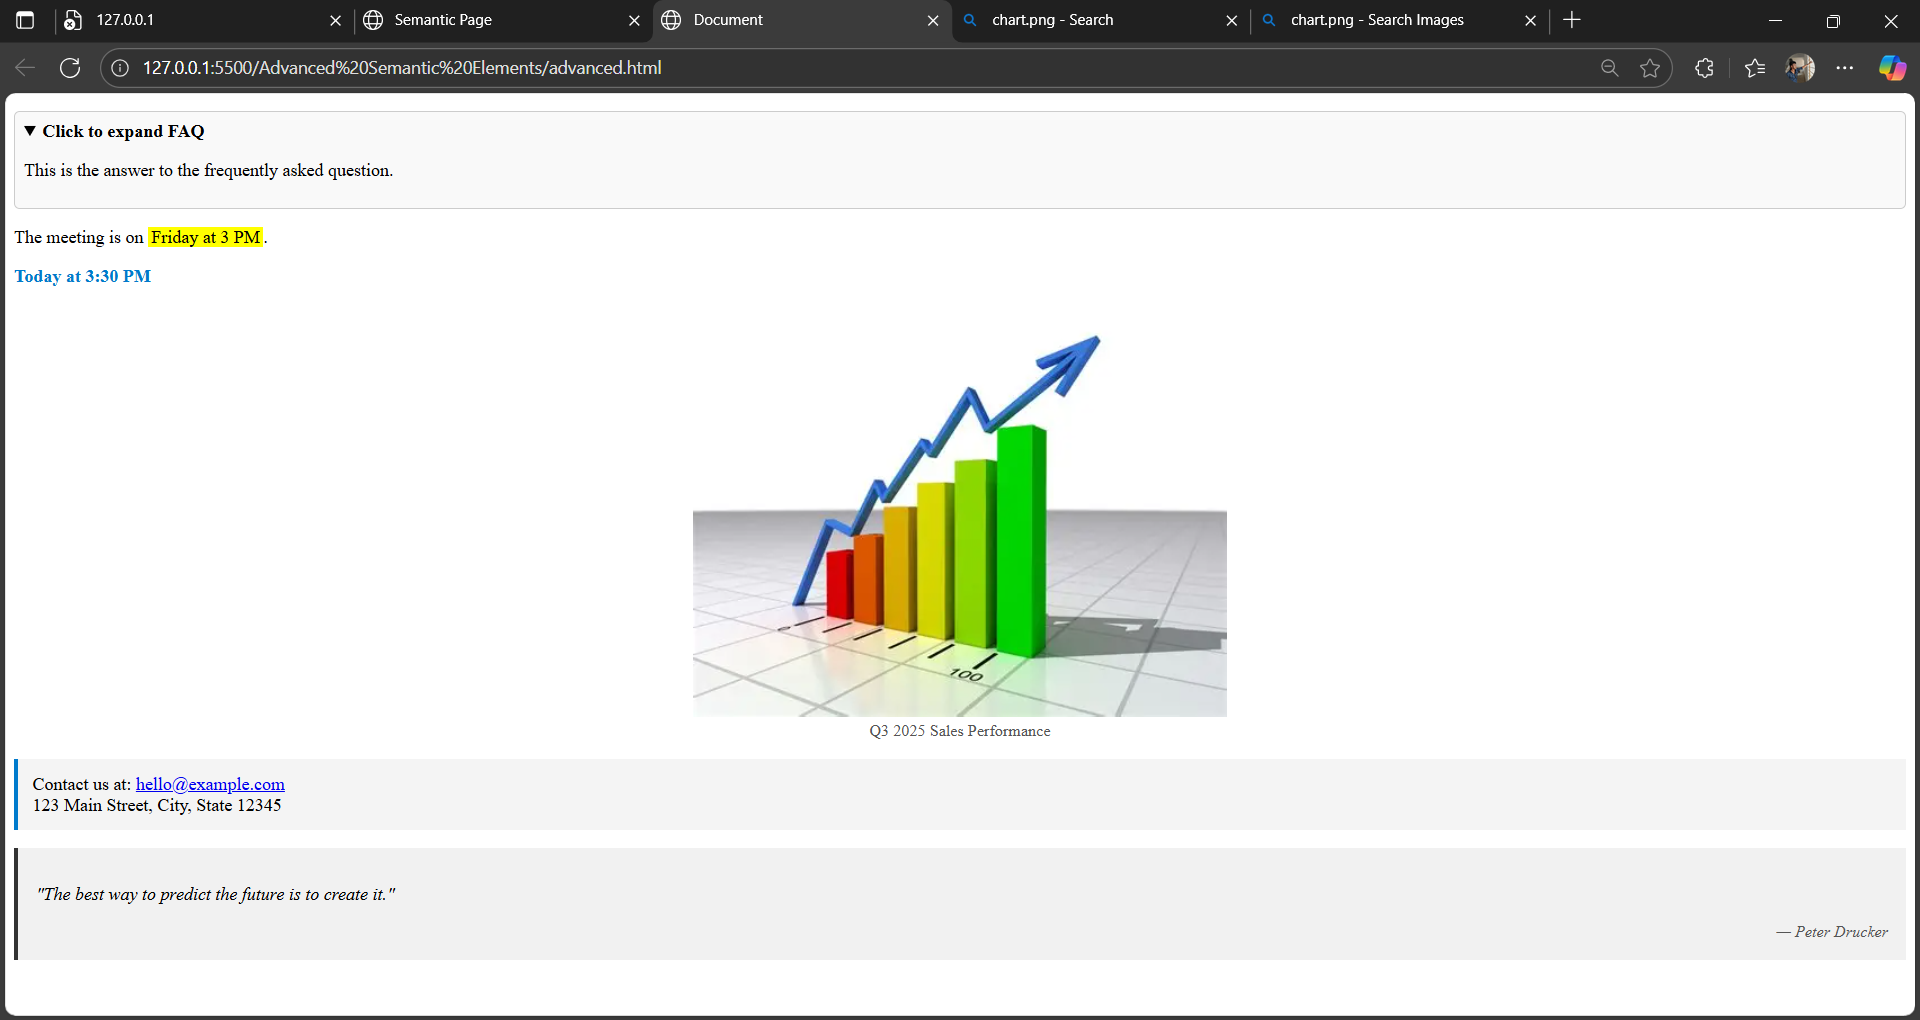 127.0.0.1
Semantic Page
Document
chart.png - Search
chart.png - Search Images
127.0.0.1:5500/Advanced%20Semantic%20Elements/advanced.html
▼ Click to expand FAQ
This is the answer to the frequently asked question.
The meeting is on Friday at 3 PM.
Today at 3:30 PM
0
100
Q3 2025 Sales Performance
Contact us at: hello@example.com
123 Main Street, City, State 12345
"The best way to predict the future is to create it."
— Peter Drucker